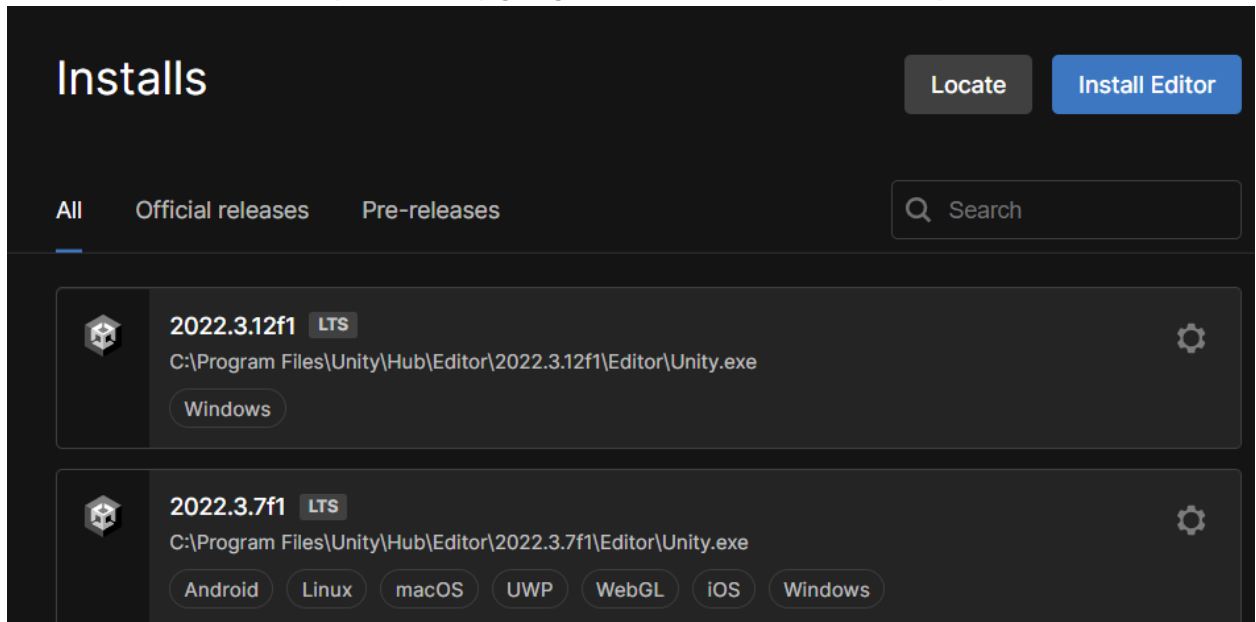 Installs
Locate
Install Editor
All
Official releases
Pre-releases
Search
2022.3.12f1 LTS
C:\Program Files\Unity\Hub\Editor\2022.3.12f1\Editor\Unity.exe
Windows
2022.3.7f1 LTS
C:\Program Files\Unity\Hub\Editor\2022.3.7f1\Editor\Unity.exe
Android Linux macOS UWP WebGL iOS Windows